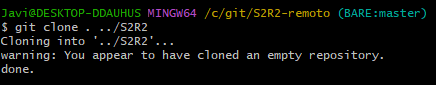 Javi@DESKTOP-DDAUHUS MINGW64 /c/git/S2R2-remoto (BARE:master)
$ git clone . ../S2R2
Cloning into '../S2R2'...
warning: You appear to have cloned an empty repository.
done.